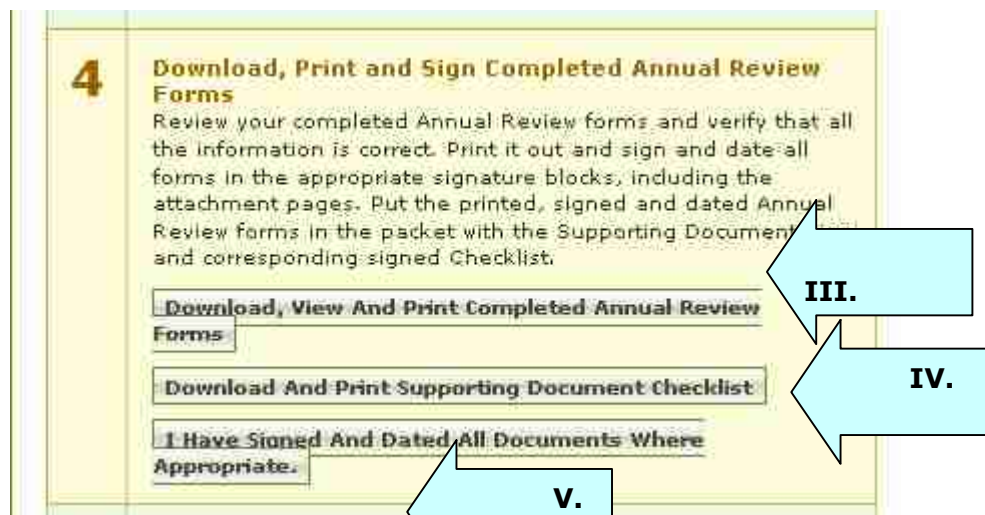 4
Download, Print and Sign Completed Annual Review
Forms
Review your completed Annual Review forms and verify that all
the information is correct. Print it out and sign and date all
forms in the appropriate signature blocks, including the
attachment pages. Put the printed, signed and dated Annual
Review forms in the packet with the Supporting Document
and corresponding signed Checklist.
Download, View And Print Completed Annual Review
Forms
III.
Download And Print Supporting Document Checklist
IV.
I Have Signed And Dated All Documents Where
Appropriate.
V.